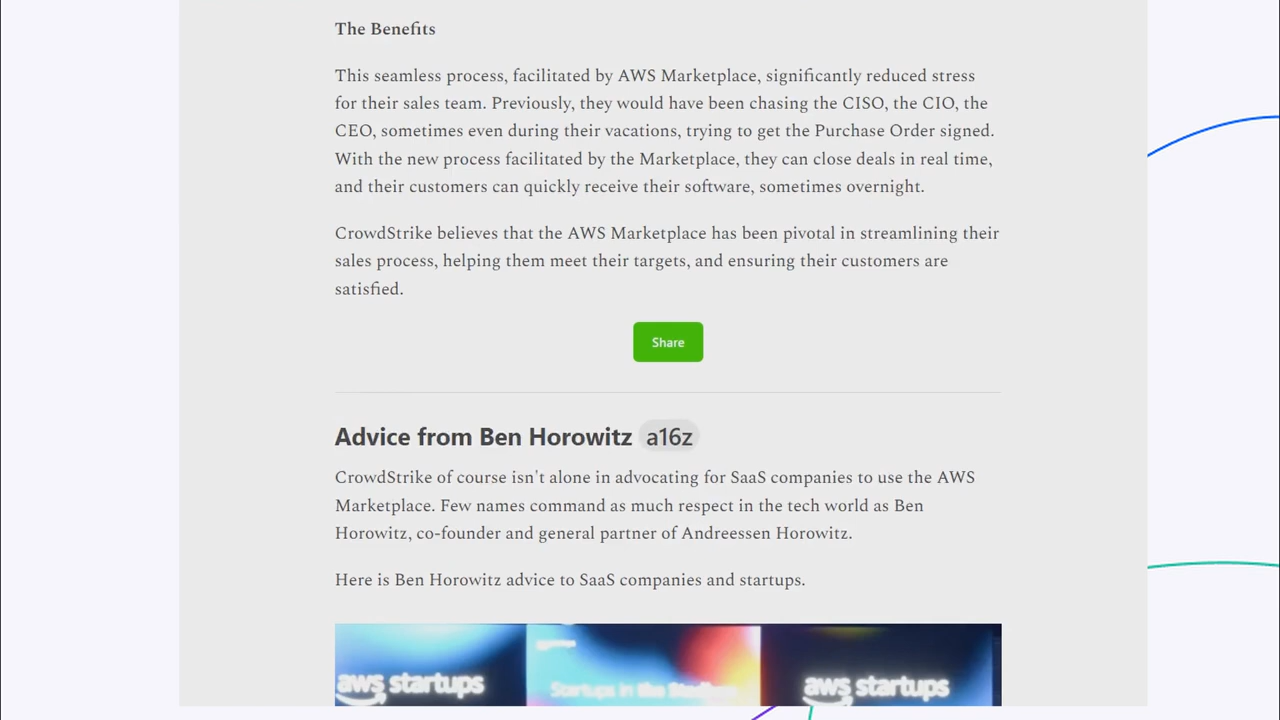 The Benefits
This seamless process, facilitated by AWS Marketplace, significantly reduced stress
for their sales team. Previously, they would have been chasing the CISO, the CIO, the
CEO, sometimes even during their vacations, trying to get the Purchase Order signed.
With the new process facilitated by the Marketplace, they can close deals in real time,
and their customers can quickly receive their software, sometimes overnight.
CrowdStrike believes that the AWS Marketplace has been pivotal in streamlining their
sales process, helping them meet their targets, and ensuring their customers are
satisfied.
Share
Advice from Ben Horowitz a16z
CrowdStrike of course isn't alone in advocating for SaaS companies to use the AWS
Marketplace. Few names command as much respect in the tech world as Ben
Horowitz, co-founder and general partner of Andreessen Horowitz.
Here is Ben Horowitz advice to SaaS companies and startups.
aws startups
Startups in the
aws startups